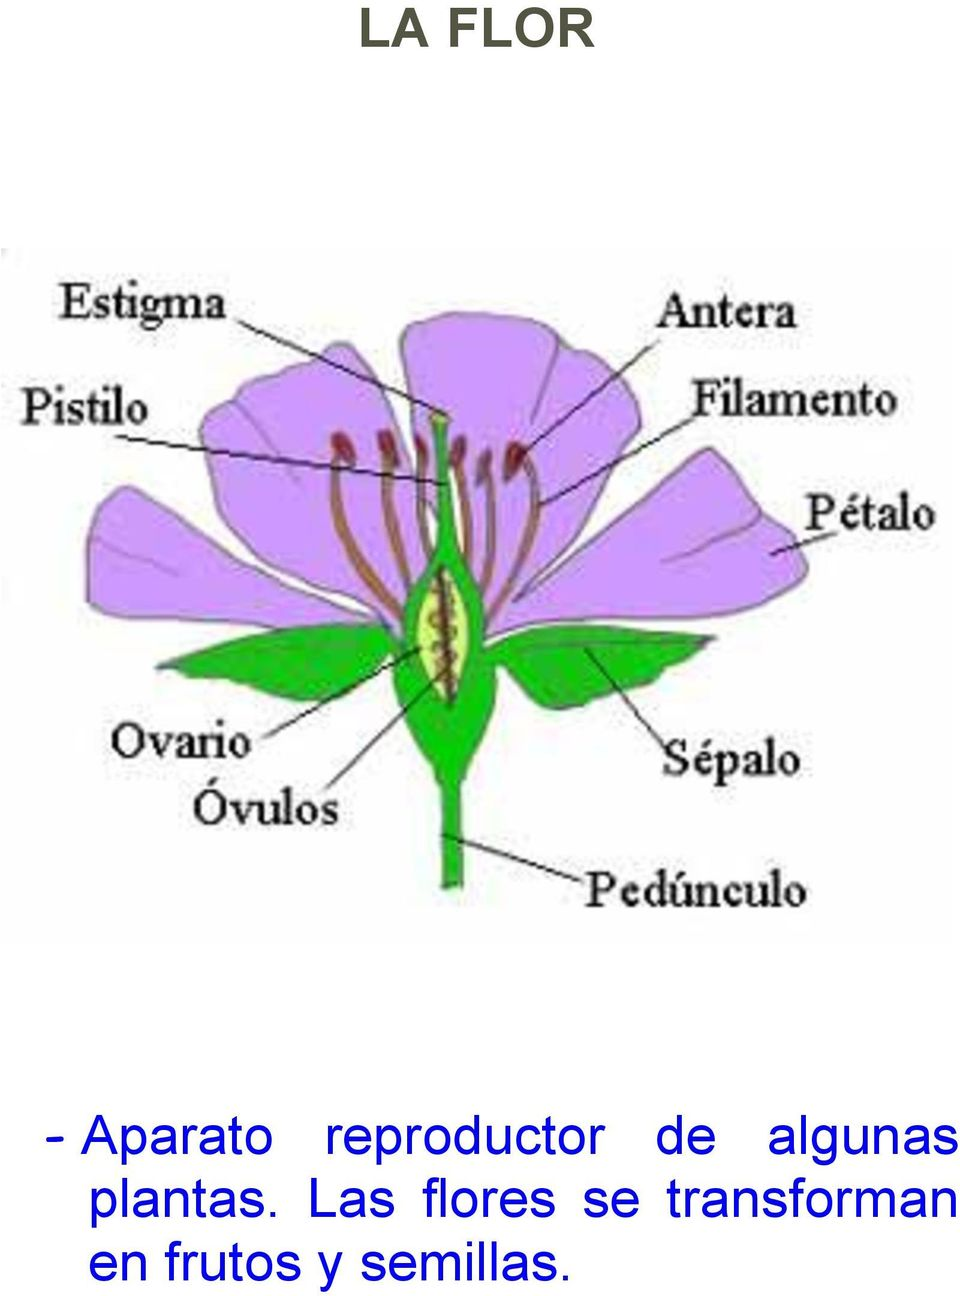 LA FLOR
Estigma
Antera
Pistilo
Filamento
Pétalo
Ovario
Sépalo
Óvulos
Pedúnculo
- Aparato reproductor de algunas
plantas. Las flores se transforman
en frutos y semillas.